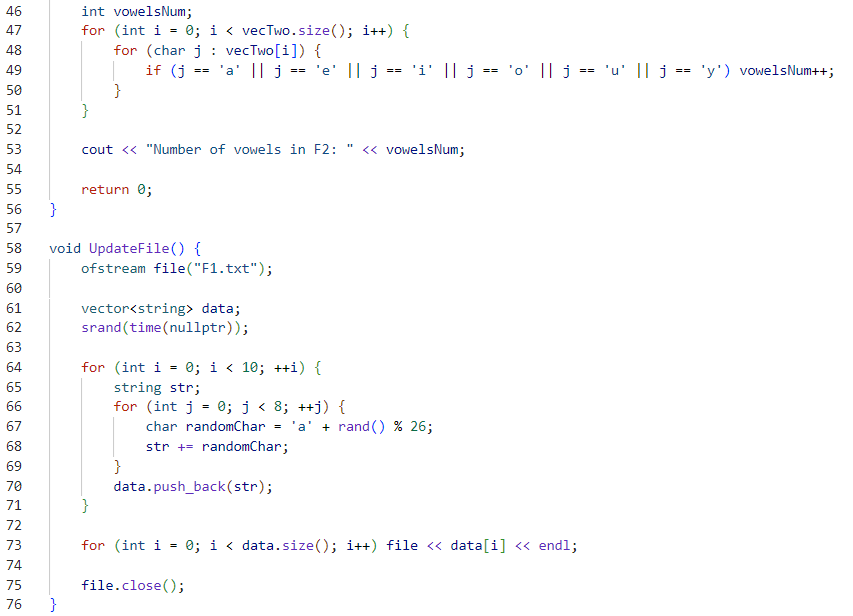 46 int vowelsNum;
47 for (int i = 0; i < vecTwo.size(); i++) {
48 for (char j : vecTwo[i]) {
49 if (j == 'a' || j == 'e' || j == 'i' || j == 'o' || j == 'u' || j == 'y') vowelsNum++;
50 }
51 }
52
53 cout << "Number of vowels in F2: " << vowelsNum;
54
55 return 0;
56 }
57
58 void UpdateFile() {
59 ofstream file("F1.txt");
60
61 vector<string> data;
62 srand(time(nullptr));
63
64 for (int i = 0; i < 10; ++i) {
65 string str;
66 for (int j = 0; j < 8; ++j) {
67 char randomChar = 'a' + rand() % 26;
68 str += randomChar;
69 }
70 data.push_back(str);
71 }
72
73 for (int i = 0; i < data.size(); i++) file << data[i] << endl;
74
75 file.close();
76 }